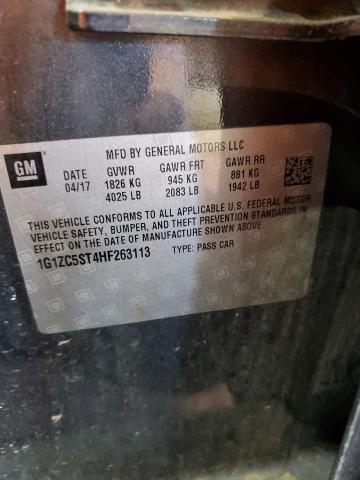 GM
MFD BY GENERAL MOTORS LLC
DATE GVWR GAWR FRT GAWR RR
04/17 1826 KG 945 KG 881 KG
4025 LB 2083 LB 1942 LB
THIS VEHICLE CONFORMS TO ALL APPLICABLE U.S. FEDERAL MOTOR
VEHICLE SAFETY, BUMPER, AND THEFT PREVENTION STANDARDS IN
EFFECT ON THE DATE OF MANUFACTURE SHOWN ABOVE.
1G1ZC5ST4HF263113 TYPE: PASS CAR